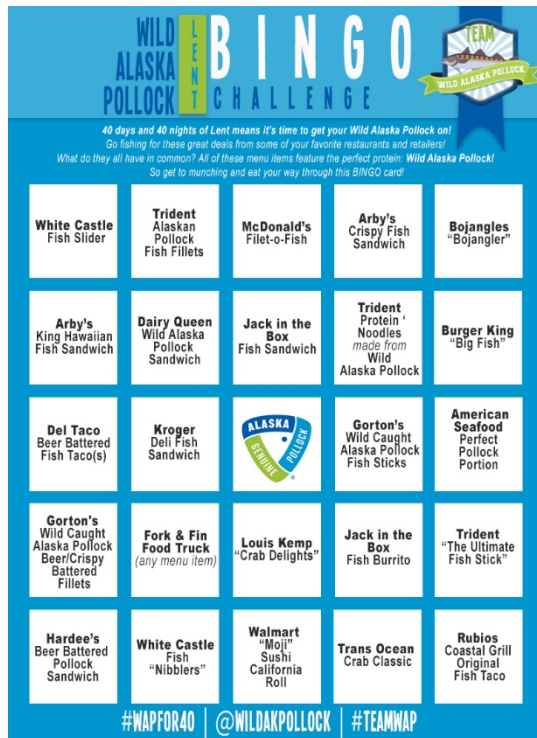 WILD
ALASKA
POLLOCK
LENT
BINGO
CHALLENGE
TEAM
WILD ALASKA POLLOCK
40 days and 40 nights of Lent means it's time to get your Wild Alaska Pollock on!
Go fishing for these great deals from some of your favorite restaurants and retailers!
What do they all have in common? All of these menu items feature the perfect protein: Wild Alaska Pollock!
So get to munching and eat your way through this BINGO card!
White Castle
Fish Slider
Trident
Alaskan
Pollock
Fish Fillets
McDonald's
Filet-o-Fish
Arby's
Crispy Fish
Sandwich
Bojangles
“Bojangler”
Arby's
King Hawaiian
Fish Sandwich
Dairy Queen
Wild Alaska
Pollock
Sandwich
Jack in the
Box
Fish Sandwich
Trident
Protein ‘
Noodles
made from
Wild
Alaska Pollock
Burger King
“Big Fish”
Del Taco
Beer Battered
Fish Taco(s)
Kroger
Deli Fish
Sandwich
ALASKA
GENUINE
POLLOCK
®
Gorton's
Wild Caught
Alaska Pollock
Fish Sticks
American
Seafood
Perfect
Pollock
Portion
Gorton's
Wild Caught
Alaska Pollock
Beer/Crispy
Battered
Fillets
Fork & Fin
Food Truck
(any menu item)
Louis Kemp
“Crab Delights”
Jack in the
Box
Fish Burrito
Trident
“The Ultimate
Fish Stick”
Hardee's
Beer Battered
Pollock
Sandwich
White Castle
Fish
“Nibblers”
Walmart
“Moji”
Sushi
California
Roll
Trans Ocean
Crab Classic
Rubios
Coastal Grill
Original
Fish Taco
#WAPFOR40 | @WILDAKPOLLOCK | #TEAMWAP